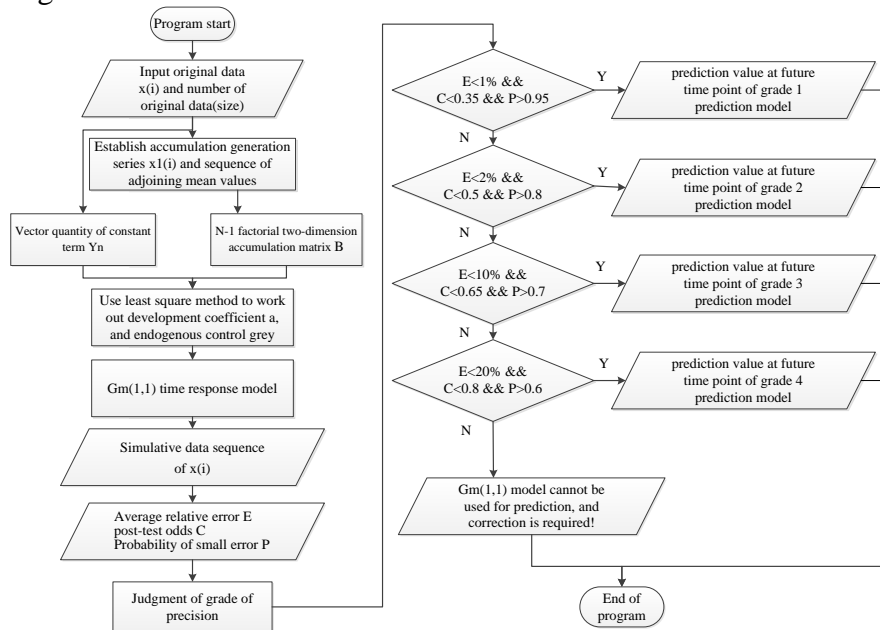 Program start
Input original data
x(i) and number of
original data(size)
Establish accumulation generation
series x1(i) and sequence of
adjoining mean values
Vector quantity of constant
term Yn
N-1 factorial two-dimension
accumulation matrix B
Use least square method to work
out development coefficient a,
and endogenous control grey
Gm(1,1) time response model
Simulative data sequence
of x(i)
Average relative error E
post-test odds C
Probability of small error P
Judgment of grade of
precision
E<1% &&
C<0.35 && P>0.95
Y
prediction value at future
time point of grade 1
prediction model
N
E<2% &&
C<0.5 && P>0.8
Y
prediction value at future
time point of grade 2
prediction model
N
E<10% &&
C<0.65 && P>0.7
Y
prediction value at future
time point of grade 3
prediction model
N
E<20% &&
C<0.8 && P>0.6
Y
prediction value at future
time point of grade 4
prediction model
N
Gm(1,1) model cannot be
used for prediction, and
correction is required!
End of
program